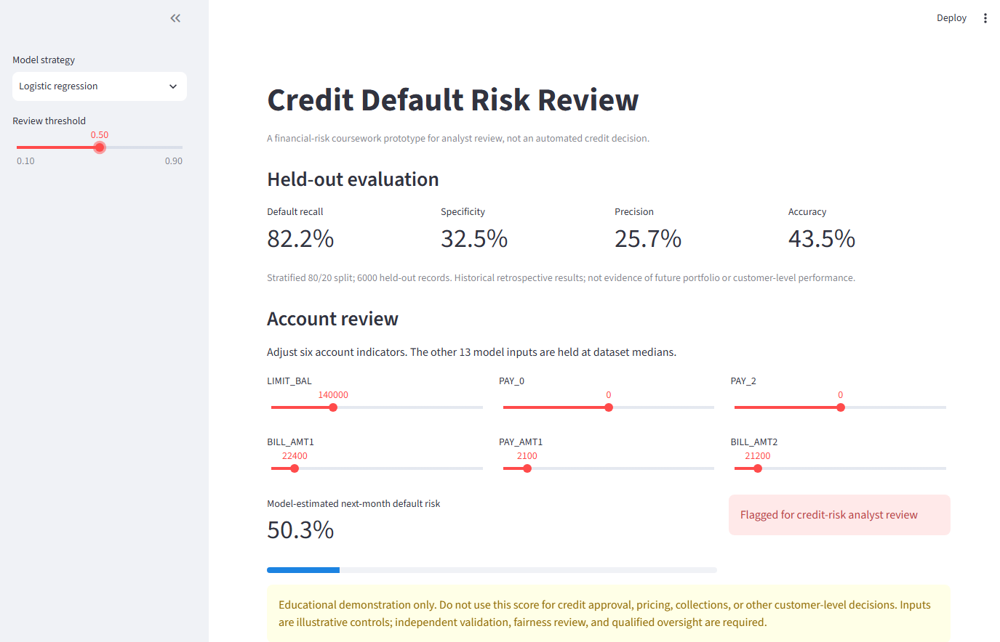 Deploy
Model strategy
Logistic regression
Review threshold
0.50
0.10 0.90
Credit Default Risk Review
A financial-risk coursework prototype for analyst review, not an automated credit decision.
Held-out evaluation
Default recall Specificity Precision Accuracy
82.2% 32.5% 25.7% 43.5%
Stratified 80/20 split; 6000 held-out records. Historical retrospective results; not evidence of future portfolio or customer-level performance.
Account review
Adjust six account indicators. The other 13 model inputs are held at dataset medians.
LIMIT_BAL PAY_0 PAY_2
140000 0 0
BILL_AMT1 PAY_AMT1 BILL_AMT2
22400 2100 21200
Model-estimated next-month default risk
50.3%
Flagged for credit-risk analyst review
Educational demonstration only. Do not use this score for credit approval, pricing, collections, or other customer-level decisions. Inputs
are illustrative controls; independent validation, fairness review, and qualified oversight are required.